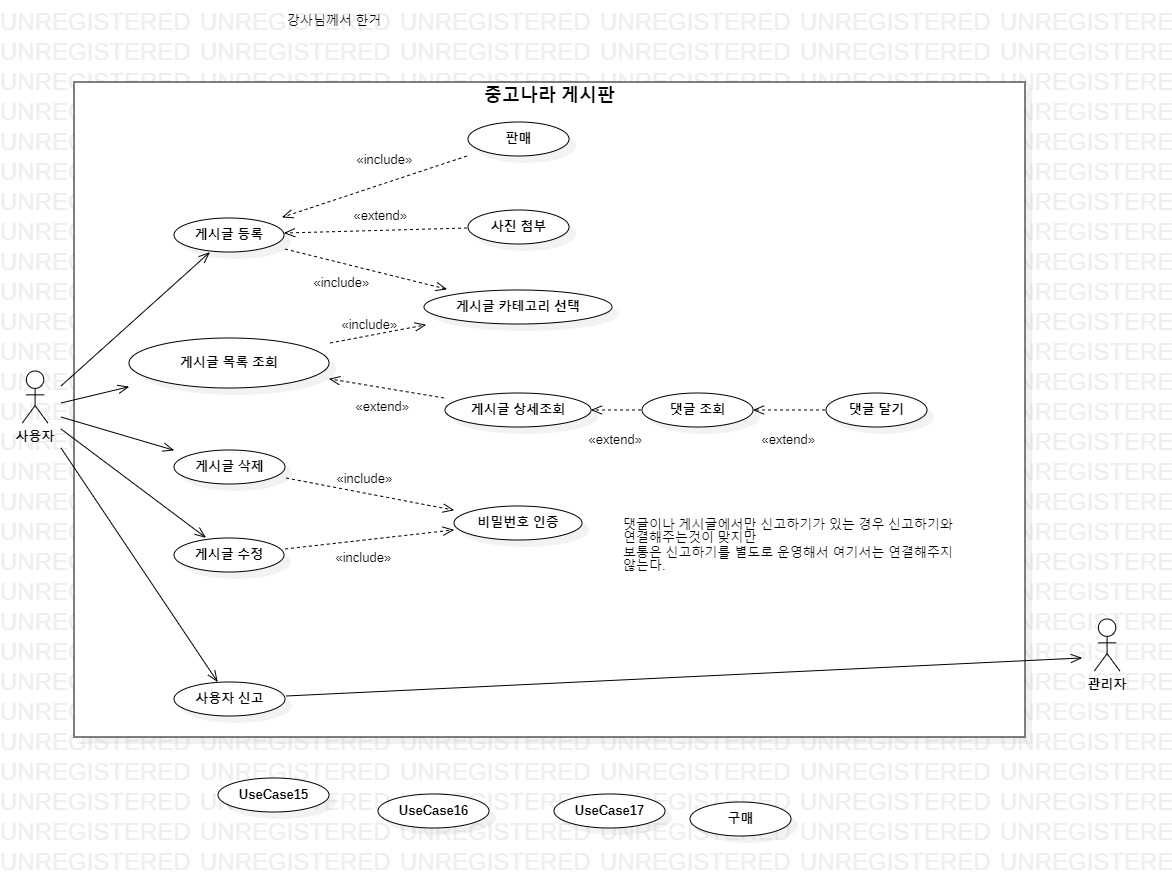 강사님께서 한거
중고나라 게시판
판매
«include»
사진 첨부
«extend»
게시글 등록
«include»
게시글 카테고리 선택
«include»
게시글 목록 조회
«extend»
게시글 상세조회
댓글 조회
댓글 달기
«extend»
«extend»
사용자
게시글 삭제
«include»
비밀번호 인증
게시글 수정
«include»
댓글이나 게시글에서만 신고하기가 있는 경우 신고하기와
연결해주는것이 맞지만
보통은 신고하기를 별도로 운영해서 여기서는 연결해주지
않는다.
사용자 신고
관리자
UseCase15
UseCase16
UseCase17
구매
UNREGISTERED